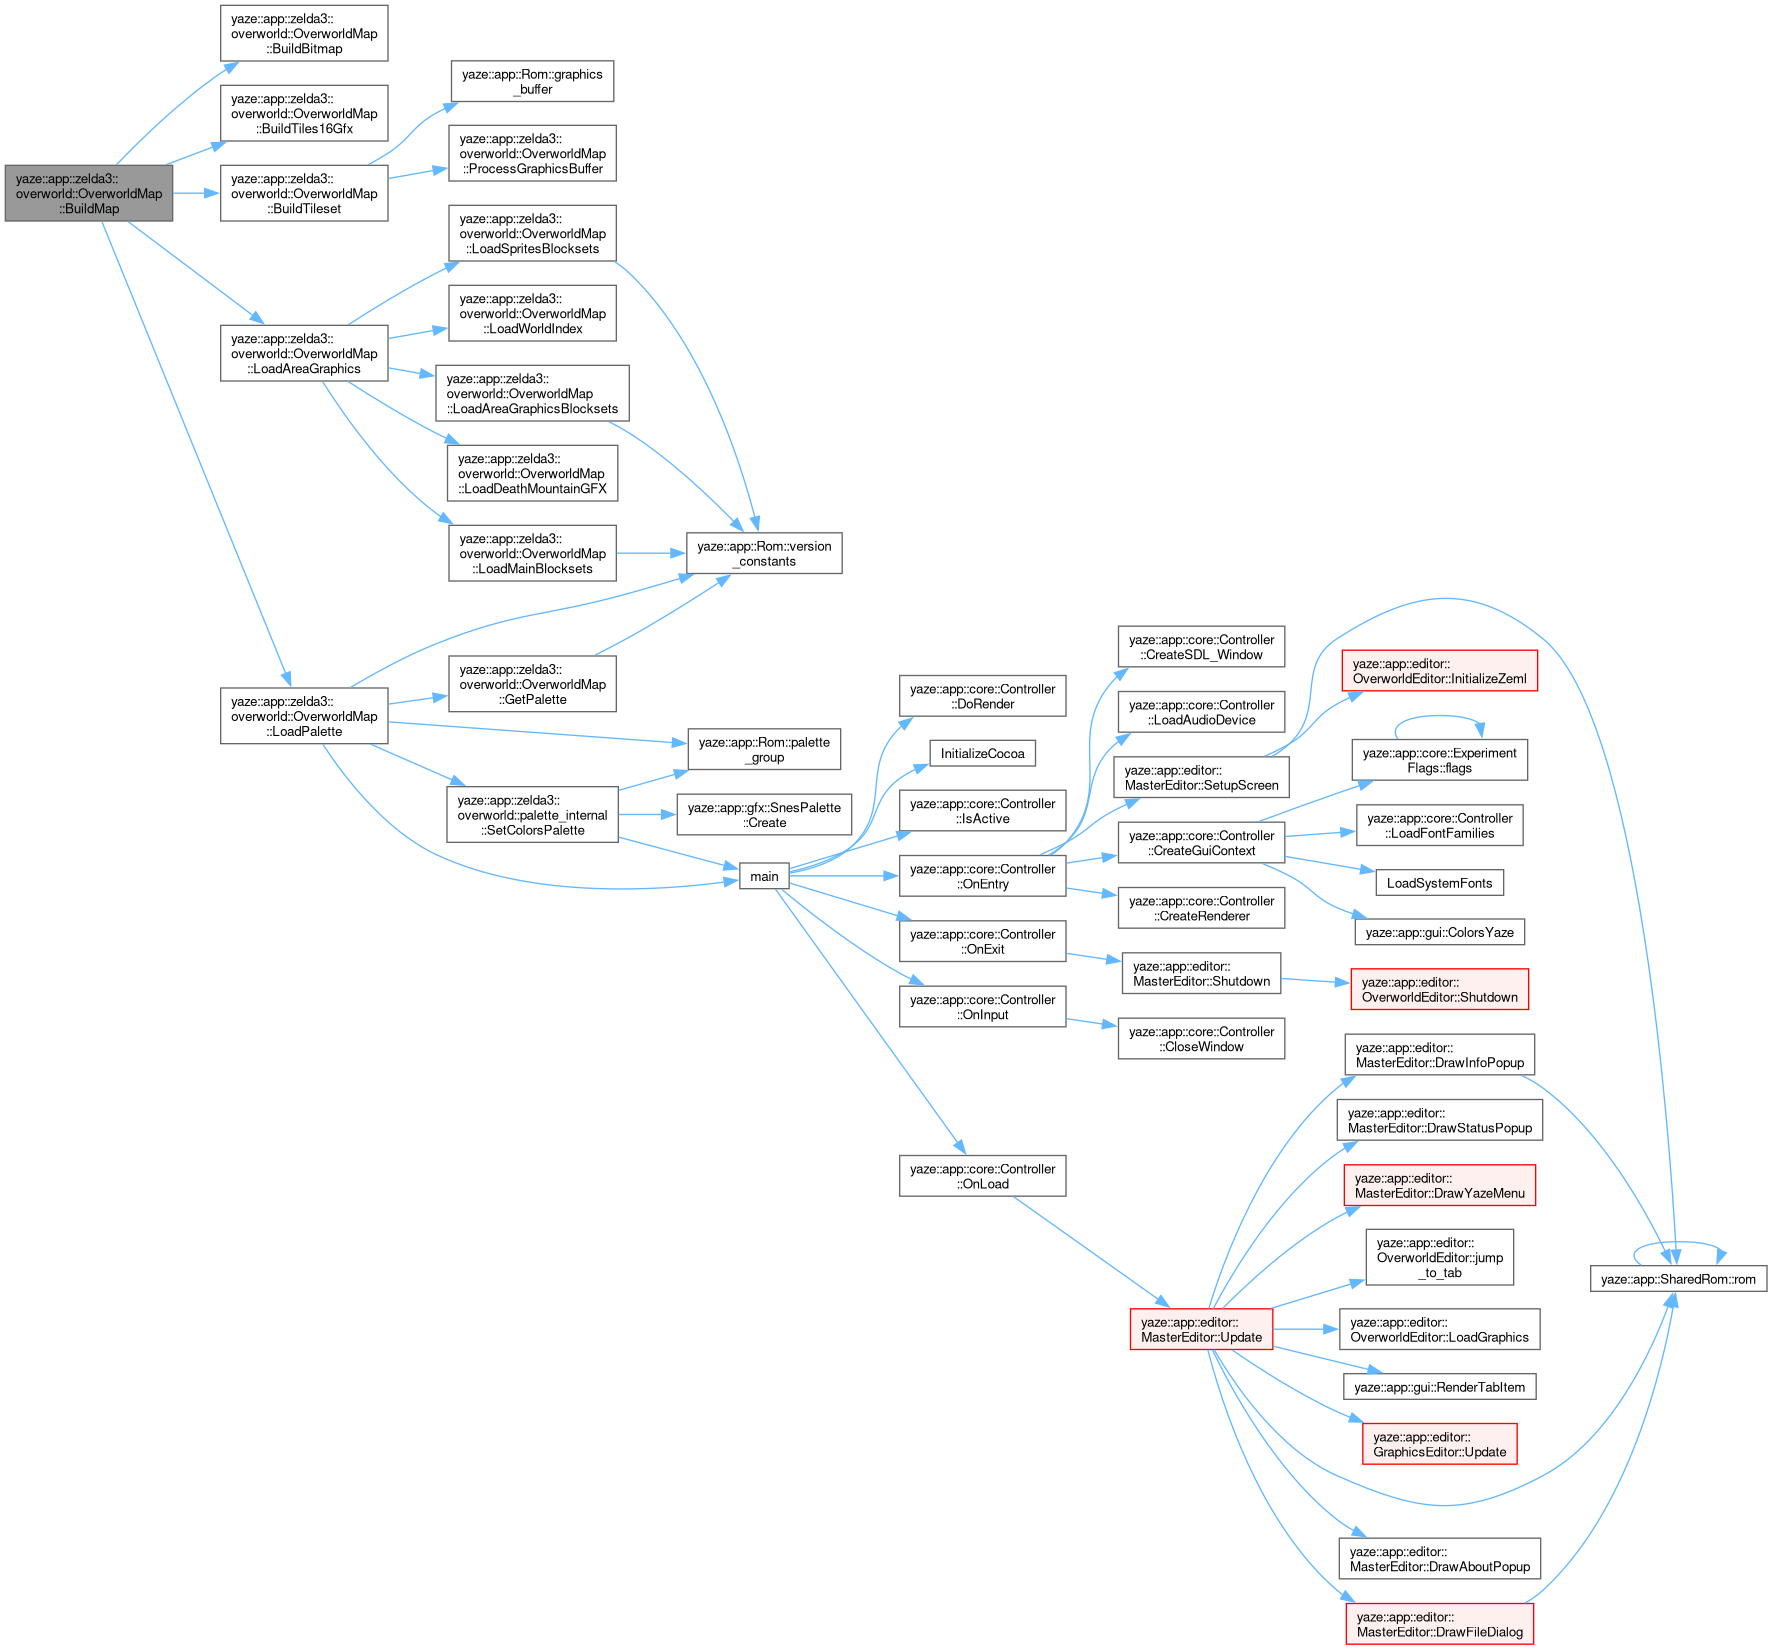 yaze::app::zelda3::
overworld::OverworldMap
::BuildMap
yaze::app::zelda3::
overworld::OverworldMap
::BuildBitmap
yaze::app::zelda3::
overworld::OverworldMap
::BuildTiles16Gfx
yaze::app::zelda3::
overworld::OverworldMap
::BuildTileset
yaze::app::Rom::graphics
_buffer
yaze::app::zelda3::
overworld::OverworldMap
::ProcessGraphicsBuffer
yaze::app::zelda3::
overworld::OverworldMap
::LoadAreaGraphics
yaze::app::zelda3::
overworld::OverworldMap
::LoadSpritesBlocksets
yaze::app::zelda3::
overworld::OverworldMap
::LoadWorldIndex
yaze::app::zelda3::
overworld::OverworldMap
::LoadAreaGraphicsBlocksets
yaze::app::zelda3::
overworld::OverworldMap
::LoadDeathMountainGFX
yaze::app::zelda3::
overworld::OverworldMap
::LoadMainBlocksets
yaze::app::Rom::version
_constants
yaze::app::zelda3::
overworld::OverworldMap
::LoadPalette
yaze::app::zelda3::
overworld::OverworldMap
::GetPalette
yaze::app::Rom::palette
_group
yaze::app::zelda3::
overworld::palette_internal
::SetColorsPalette
yaze::app::gfx::SnesPalette
::Create
main
yaze::app::core::Controller
::DoRender
InitializeCocoa
yaze::app::core::Controller
::IsActive
yaze::app::core::Controller
::OnEntry
yaze::app::core::Controller
::OnExit
yaze::app::core::Controller
::OnInput
yaze::app::core::Controller
::OnLoad
yaze::app::core::Controller
::CreateSDL_Window
yaze::app::core::Controller
::LoadAudioDevice
yaze::app::editor::
MasterEditor::SetupScreen
yaze::app::core::Controller
::CreateGuiContext
yaze::app::core::Controller
::CreateRenderer
yaze::app::editor::
MasterEditor::Shutdown
yaze::app::core::Controller
::CloseWindow
yaze::app::editor::
MasterEditor::Update
yaze::app::editor::
OverworldEditor::InitializeZeml
yaze::app::core::Experiment
Flags::flags
yaze::app::core::Controller
::LoadFontFamilies
LoadSystemFonts
yaze::app::gui::ColorsYaze
yaze::app::editor::
OverworldEditor::Shutdown
yaze::app::editor::
MasterEditor::DrawInfoPopup
yaze::app::editor::
MasterEditor::DrawStatusPopup
yaze::app::editor::
MasterEditor::DrawYazeMenu
yaze::app::editor::
OverworldEditor::jump
_to_tab
yaze::app::editor::
OverworldEditor::LoadGraphics
yaze::app::gui::RenderTabItem
yaze::app::editor::
GraphicsEditor::Update
yaze::app::editor::
MasterEditor::DrawAboutPopup
yaze::app::editor::
MasterEditor::DrawFileDialog
yaze::app::SharedRom::rom